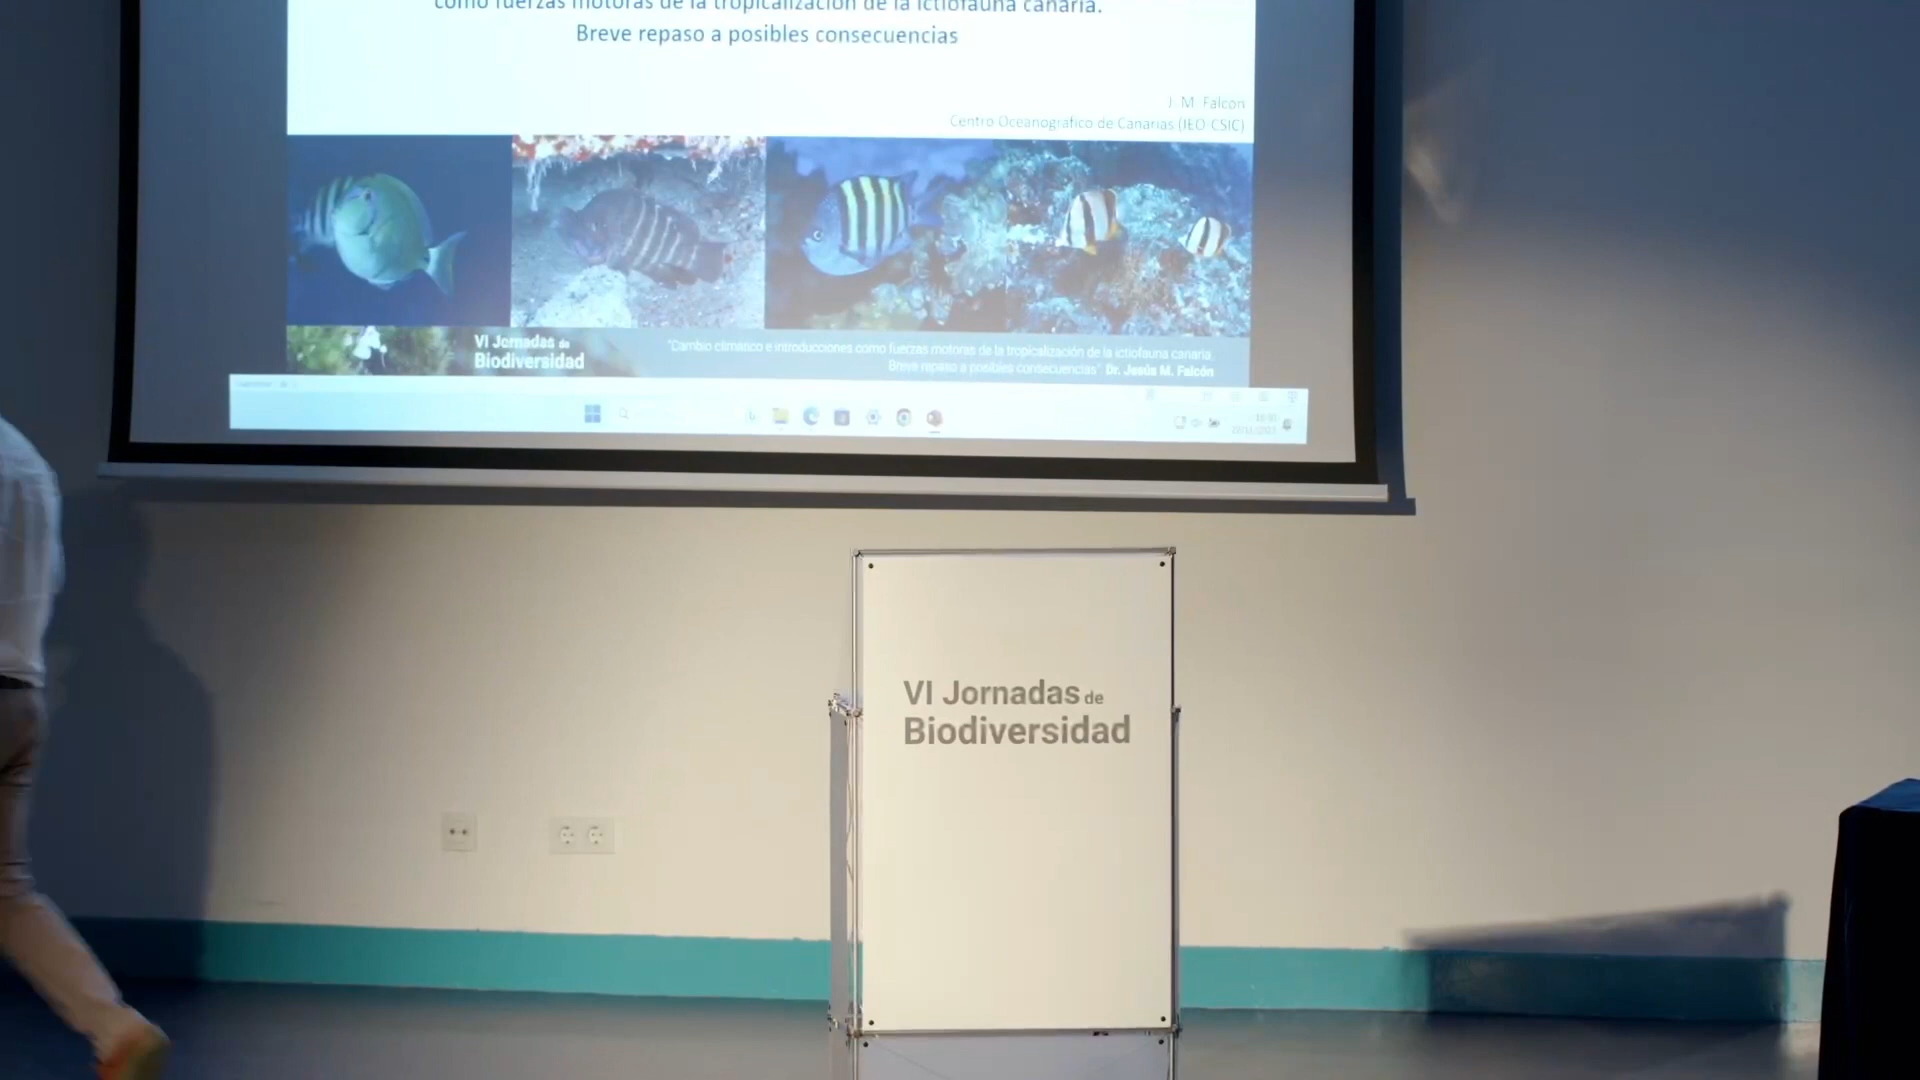 como fuerzas motoras de la tropicalización de la ictiofauna canaria.
Breve repaso a posibles consecuencias
J. M. Falcón
Centro Oceanográfico de Canarias (IEO-CSIC)
VI Jornadas de
Biodiversidad
"Cambio climático e introducciones como fuerzas motoras de la tropicalización de la ictiofauna canaria.
Breve repaso a posibles consecuencias" Dr. Jesús M. Falcón
VI Jornadas de
Biodiversidad